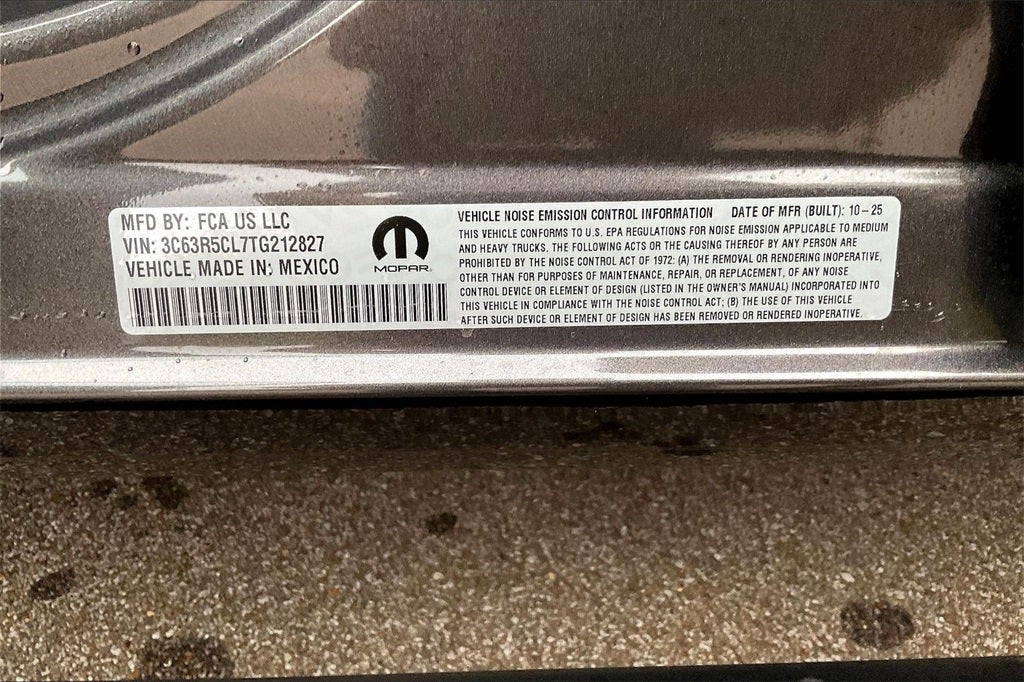 MFD BY: FCA US LLC
VIN: 3C63R5CL7TG212827
VEHICLE MADE IN: MEXICO
MOPAR®
VEHICLE NOISE EMISSION CONTROL INFORMATION DATE OF MFR (BUILT): 10-25
THIS VEHICLE CONFORMS TO U.S. EPA REGULATIONS FOR NOISE EMISSION APPLICABLE TO MEDIUM
AND HEAVY TRUCKS. THE FOLLOWING ACTS OR THE CAUSING THEREOF BY ANY PERSON ARE
PROHIBITED BY THE NOISE CONTROL ACT OF 1972: (A) THE REMOVAL OR RENDERING INOPERATIVE,
OTHER THAN FOR PURPOSES OF MAINTENANCE, REPAIR, OR REPLACEMENT, OF ANY NOISE
CONTROL DEVICE OR ELEMENT OF DESIGN (LISTED IN THE OWNER'S MANUAL) INCORPORATED INTO
THIS VEHICLE IN COMPLIANCE WITH THE NOISE CONTROL ACT; (B) THE USE OF THIS VEHICLE
AFTER SUCH DEVICE OR ELEMENT OF DESIGN HAS BEEN REMOVED OR RENDERED INOPERATIVE.